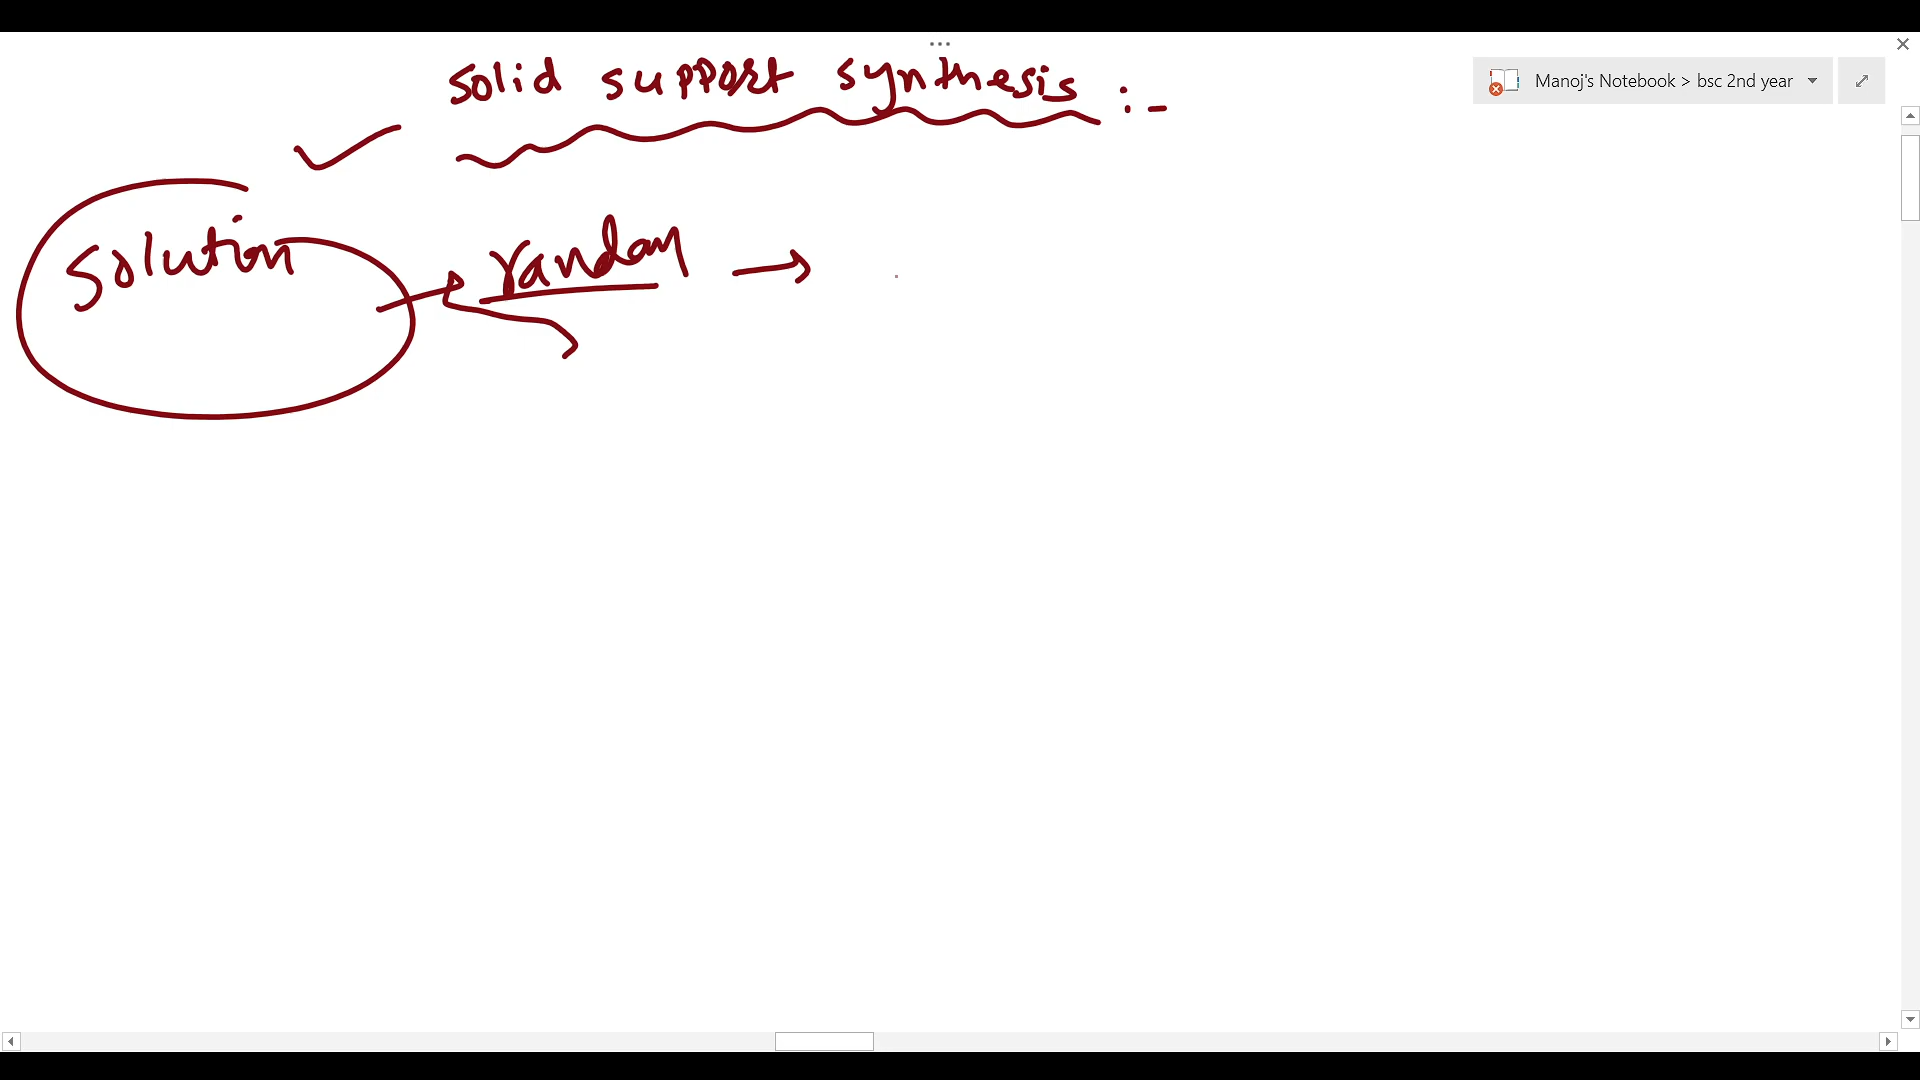 solid support synthesis :-
Manoj's Notebook > bsc 2nd year
Solution → random →